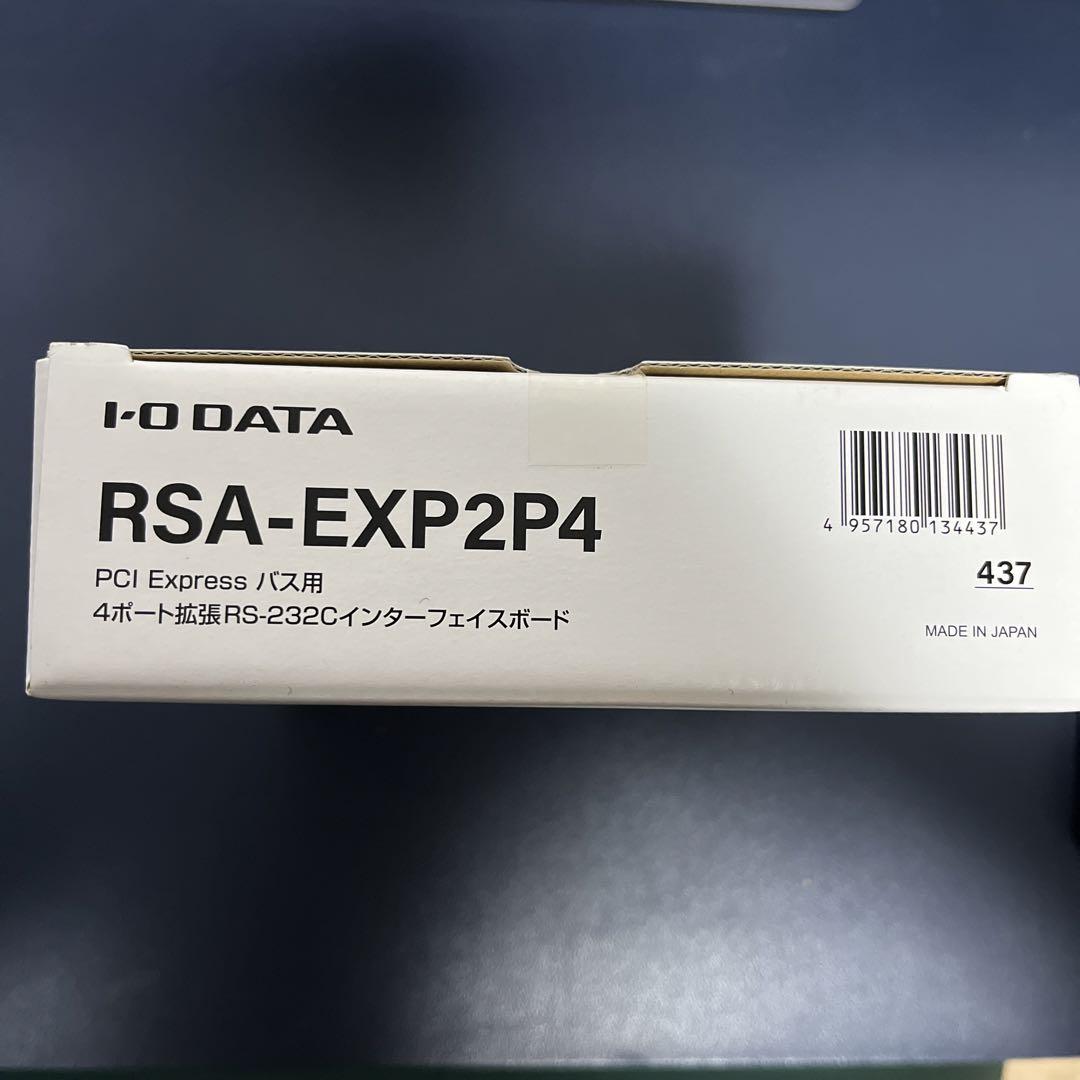 I-O DATA
RSA-EXP2P4
PCI Express バス用
4ポート拡張RS-232Cインターフェイスボード
4 957180 134437
437
MADE IN JAPAN